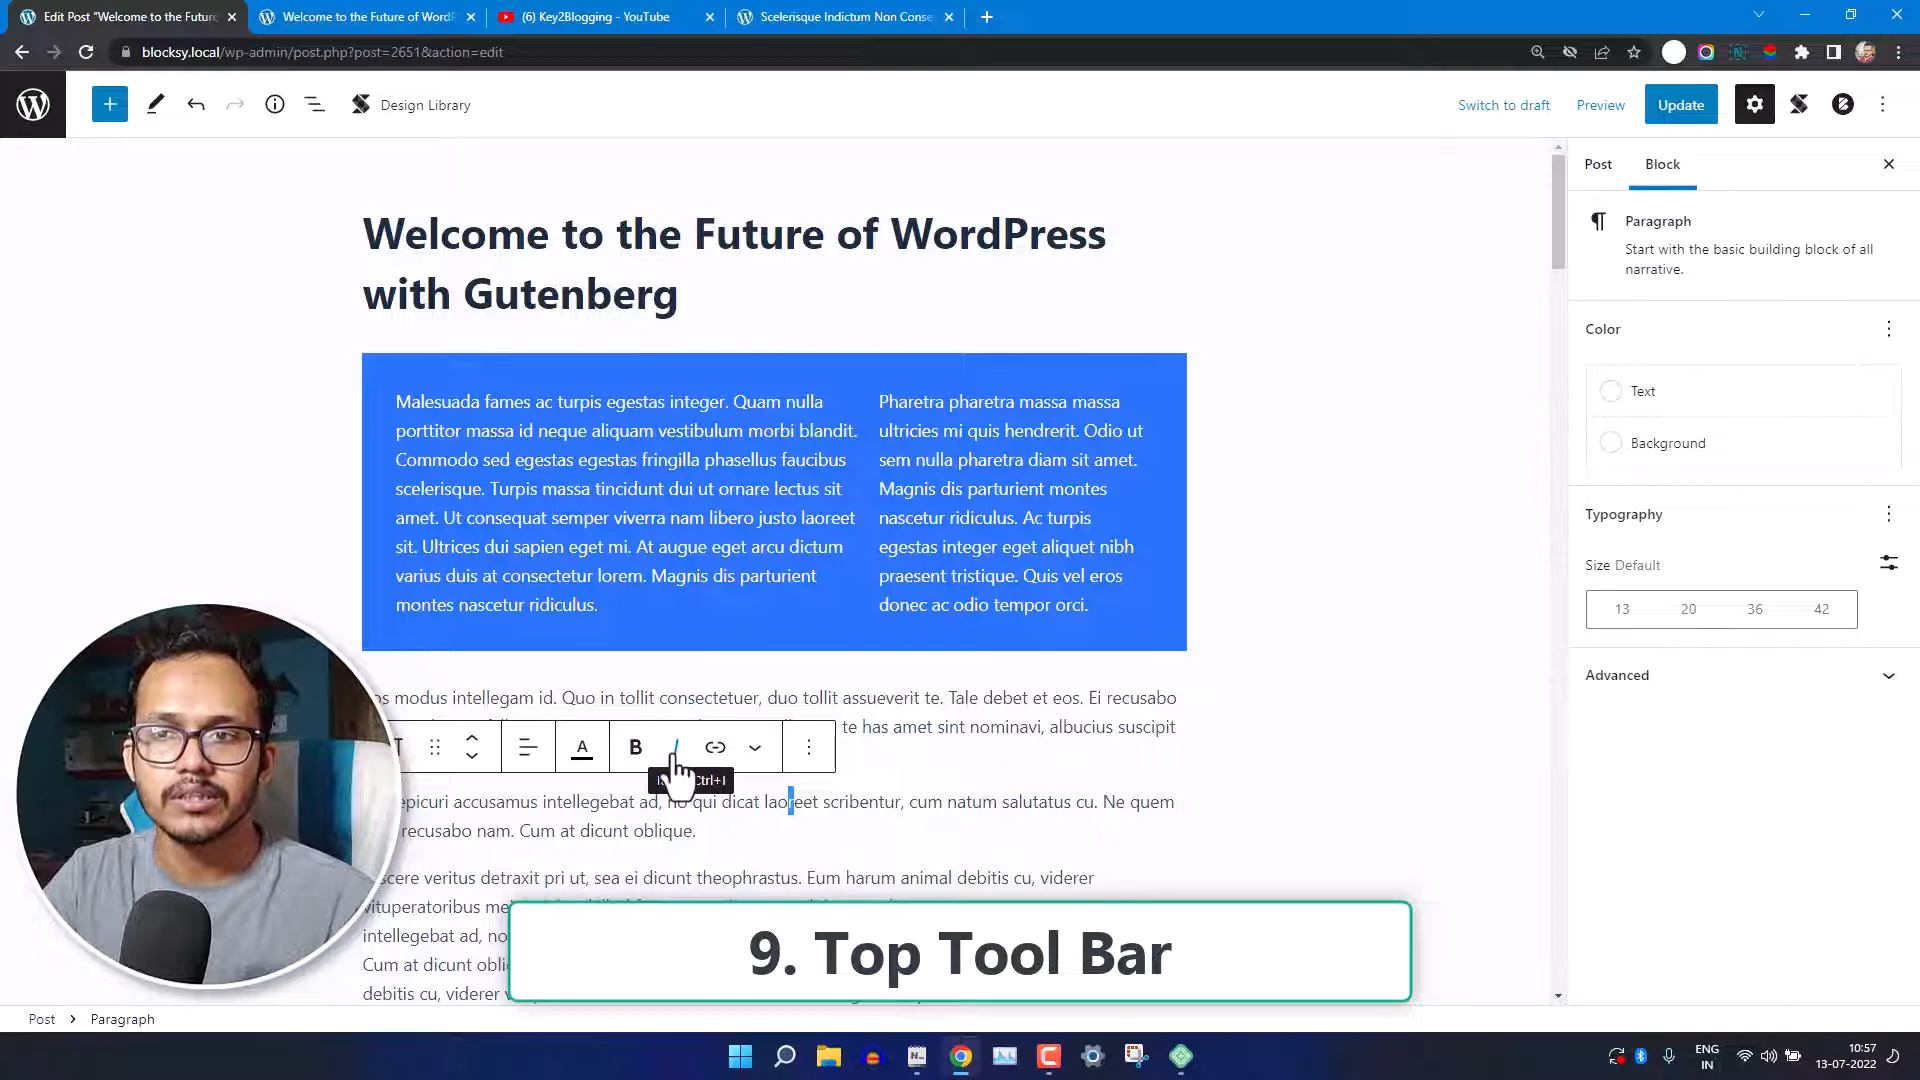 Edit Post "Welcome to the Future
Welcome to the Future of WordP
(6) Key2Blogging - YouTube
Scelerisque Indictum Non Conse
blocksy.local/wp-admin/post.php?post=2651&action=edit
Design Library
Switch to draft
Preview
Update
Post
Block
Paragraph
Start with the basic building block of all
narrative.
Color
Text
Background
Typography
Size Default
13 20 36 42
Advanced
Welcome to the Future of WordPress
with Gutenberg
Malesuada fames ac turpis egestas integer. Quam nulla
porttitor massa id neque aliquam vestibulum morbi blandit.
Commodo sed egestas egestas fringilla phasellus faucibus
scelerisque. Turpis massa tincidunt dui ut ornare lectus sit
amet. Ut consequat semper viverra nam libero justo laoreet
sit. Ultrices dui sapien eget mi. At augue eget arcu dictum
varius duis at consectetur lorem. Magnis dis parturient
montes nascetur ridiculus.
Pharetra pharetra massa massa
ultricies mi quis hendrerit. Odio ut
sem nulla pharetra diam sit amet.
Magnis dis parturient montes
nascetur ridiculus. Ac turpis
egestas integer eget aliquet nibh
praesent tristique. Quis vel eros
donec ac odio tempor orci.
modus intellegam id. Quo in tollit consectetuer, duo tollit assueverit te. Tale debet et eos. Ei recusabo
te has amet sint nominavi, albucius suscipit
A B
Ctrl+I
epicuri accusamus intellegebat ad, no qui dicat laoreet scribentur, cum natum salutatus cu. Ne quem
recusabo nam. Cum at dicunt oblique.
veritus detraxit pri ut, sea ei dicunt theophrastus. Eum harum animal debitis cu, viderer
vituperatoribus
intellegebat ad, no
Cum at dicunt
debitis cu, viderer
9. Top Tool Bar
Post
Paragraph
ENG
IN
10:57
13-07-2022